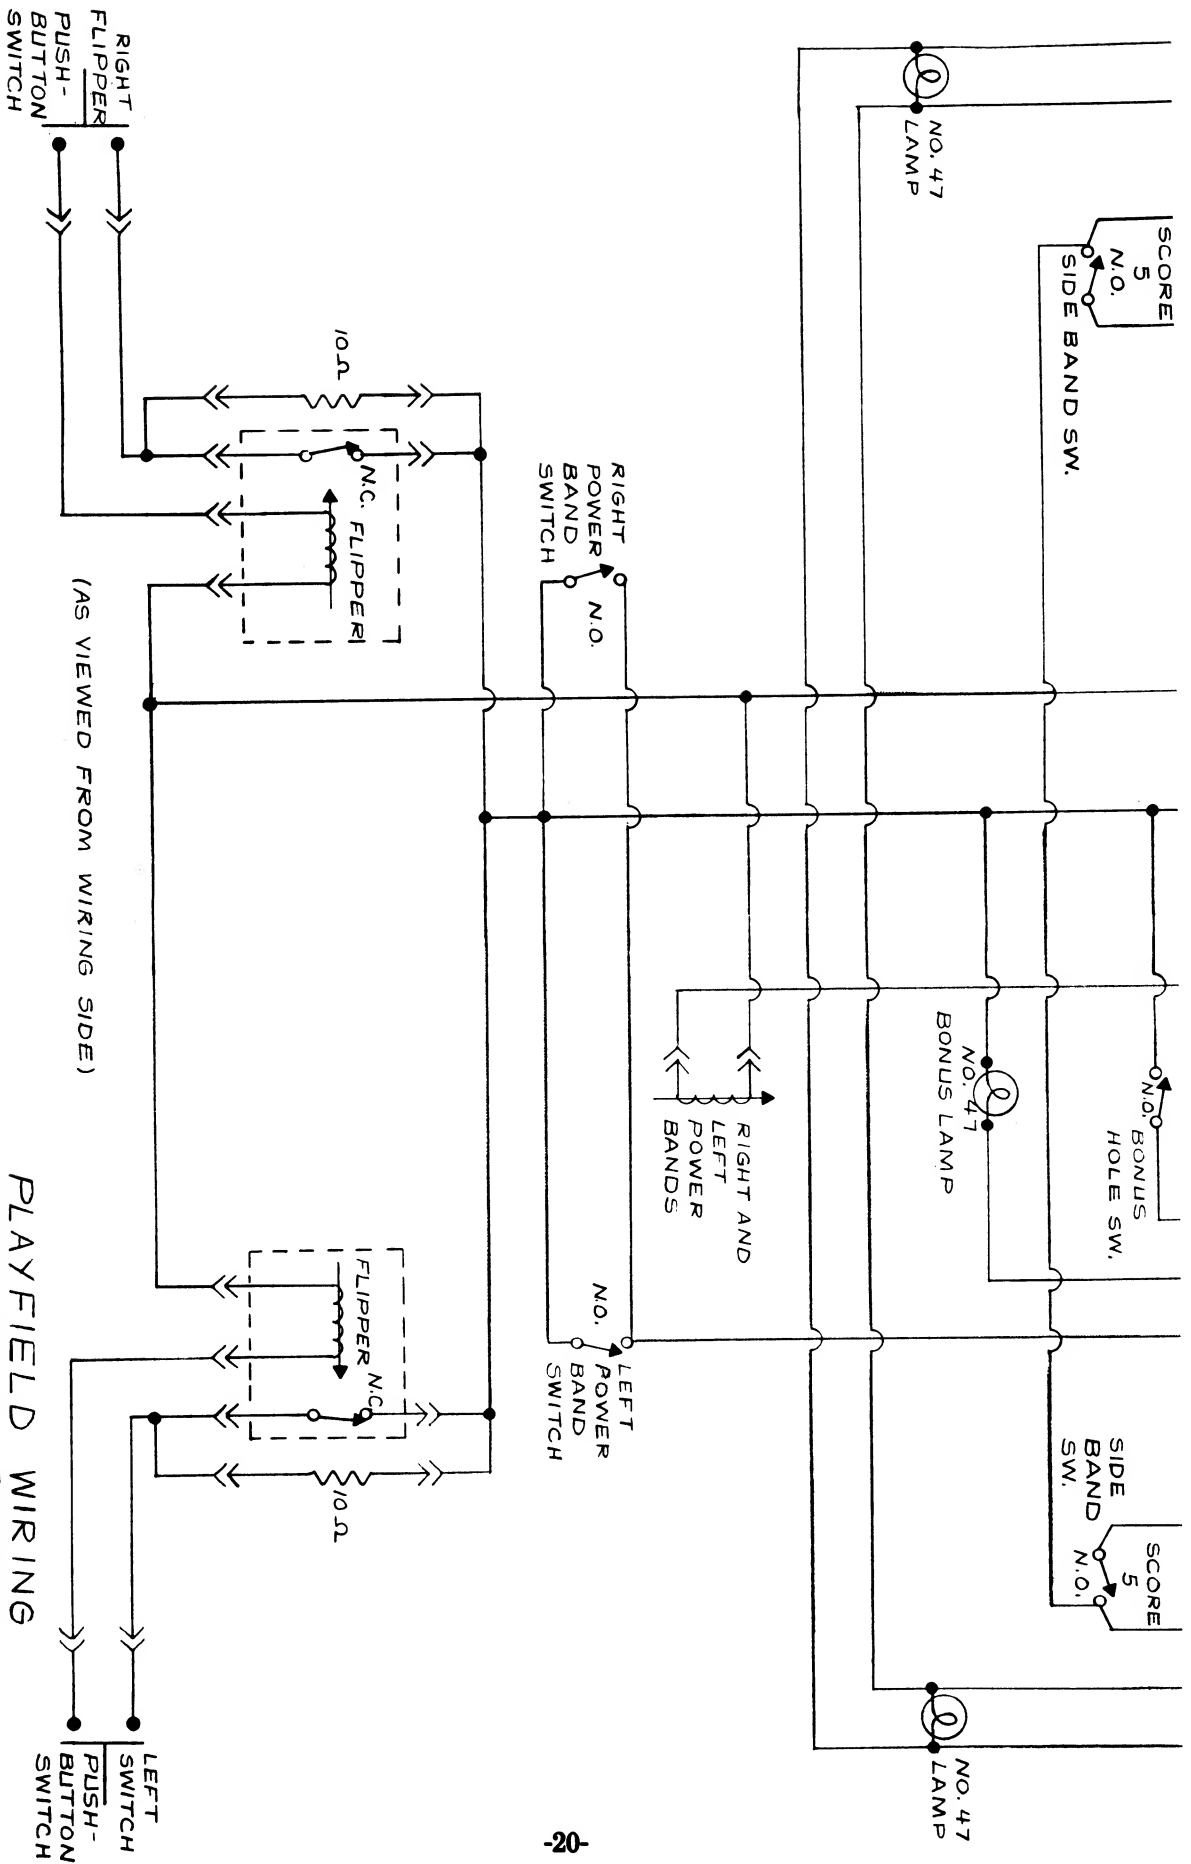 NO. 47
LAMP
SCORE
5
N.O.
SIDE BAND SW.
RIGHT
FLIPPER
PUSH-
BUTTON
SWITCH
10Ω
N.C.
FLIPPER
RIGHT
POWER
BAND
SWITCH
N.O.
(AS VIEWED FROM WIRING SIDE)
N.O.
BONUS
HOLE SW.
NO. 47
BONUS LAMP
RIGHT AND
LEFT
POWER
BANDS
N.O.
LEFT
POWER
BAND
SWITCH
FLIPPER
N.C.
10Ω
SIDE
BAND
SW.
SCORE
5
N.O.
NO. 47
LAMP
LEFT
SWITCH
PUSH-
BUTTON
SWITCH
PLAYFIELD WIRING
-20-